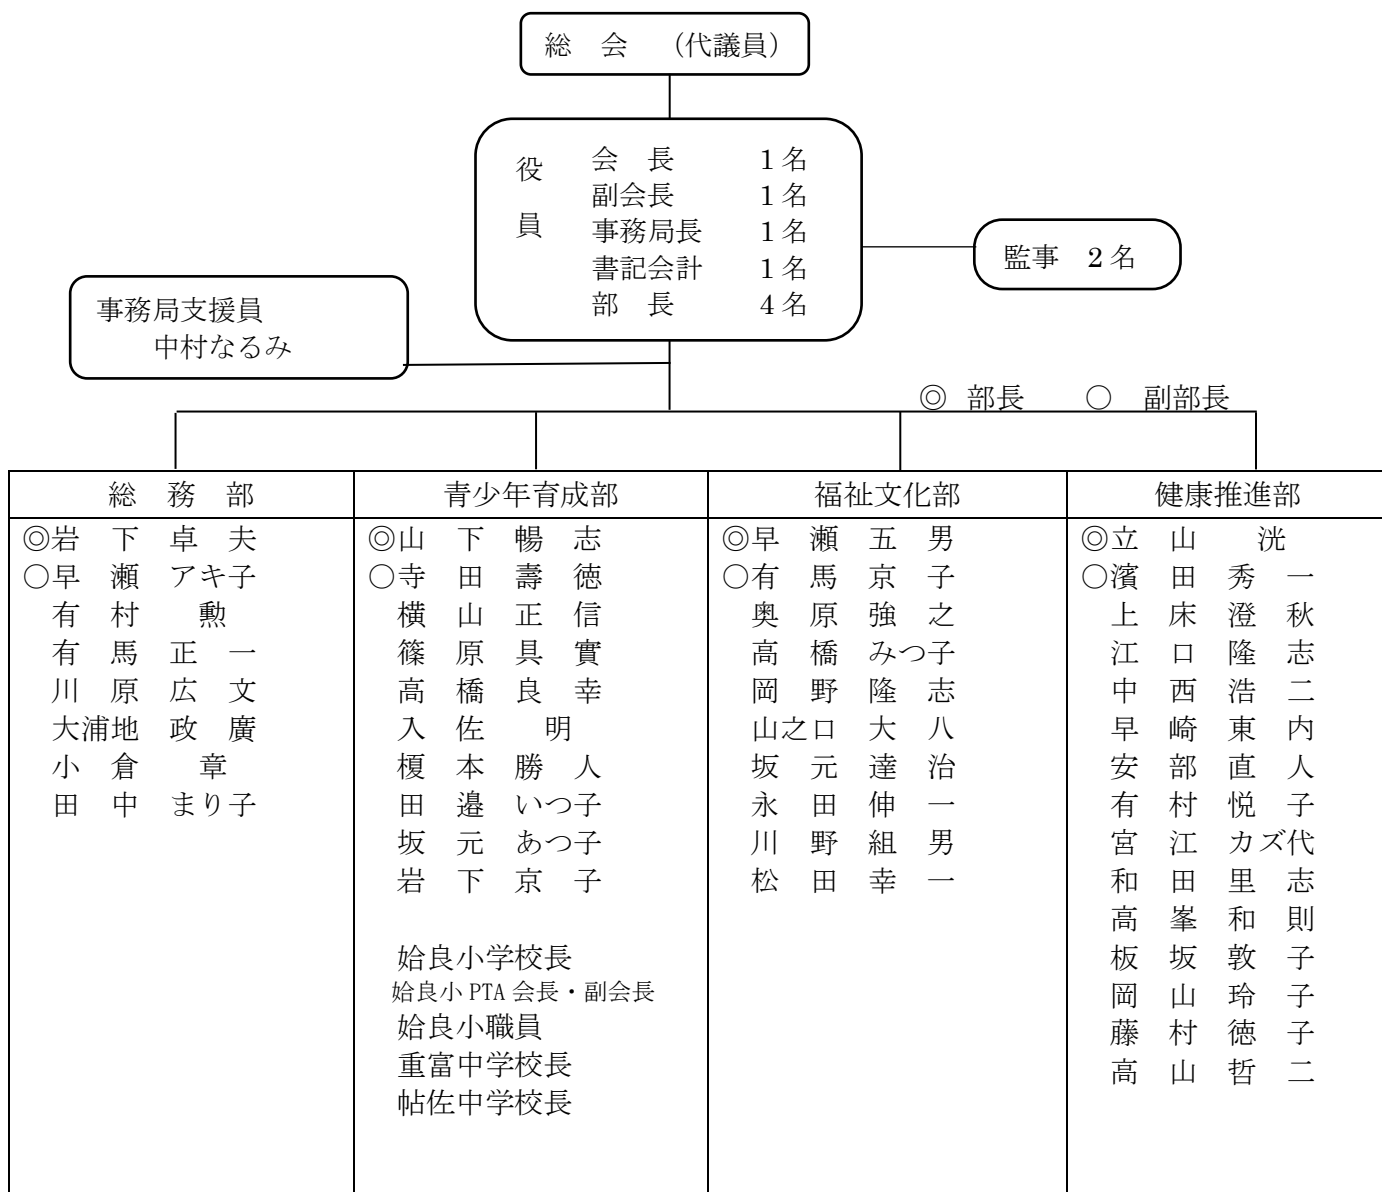 総　会　（代議員）
役員
会　長　1名
副会長　1名
事務局長　1名
書記会計　1名
部　長　4名
監事　2名
事務局支援員
中村なるみ
◎ 部長　○ 副部長
総　務　部
◎岩　下　卓　夫
○早　瀬　アキ子
有　村　　勲
有　馬　正　一
川　原　広　文
大浦地　政　廣
小　倉　　章
田　中　まり子
青少年育成部
◎山　下　暢　志
○寺　田　壽　徳
横　山　正　信
篠　原　具　實
高　橋　良　幸
入　佐　　明
榎　本　勝　人
田　邉　いつ子
坂　元　あつ子
岩　下　京　子
姶良小学校長
姶良小 PTA 会長・副会長
姶良小職員
重富中学校長
帖佐中学校長
福祉文化部
◎早　瀬　五　男
○有　馬　京　子
奥　原　強　之
高　橋　みつ子
岡　野　隆　志
山之口　大　八
坂　元　達　治
永　田　伸　一
川　野　組　男
松　田　幸　一
健康推進部
◎立　山　　洸
○濱　田　秀　一
上　床　澄　秋
江　口　隆　志
中　西　浩　二
早　崎　東　内
安　部　直　人
有　村　悦　子
宮　江　カズ代
和　田　里　志
高　峯　和　則
板　坂　敦　子
岡　山　玲　子
藤　村　徳　子
高　山　哲　二